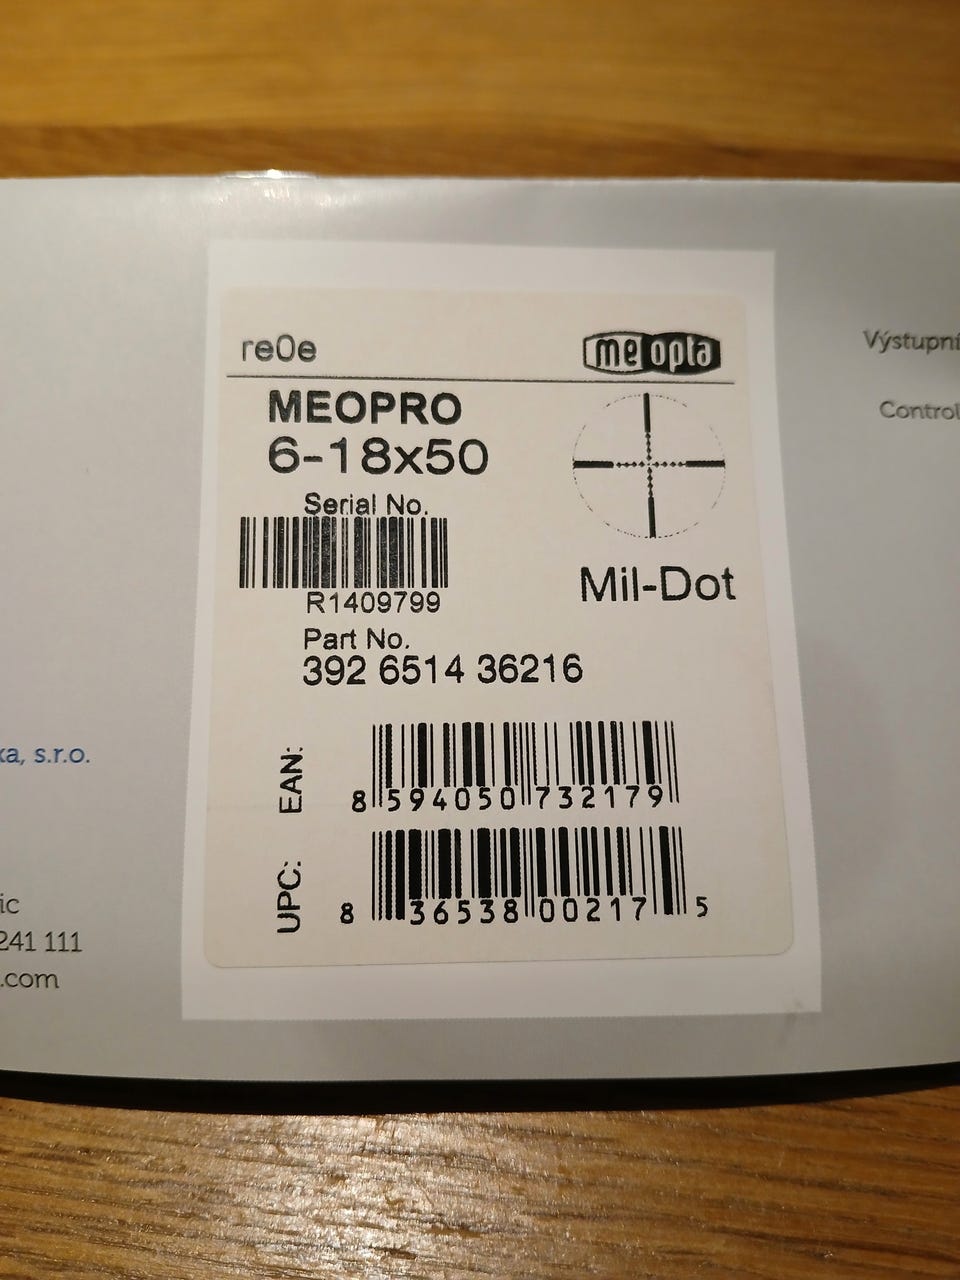 re0e
meopta
MEOPRO
6-18x50
Serial No.
R1409799
Mil-Dot
Part No.
392 6514 36216
EAN:
8 594050 732179
UPC:
8 36538 00217 5
Výstupní
Control
ka, s.r.o.
ic
241 111
.com